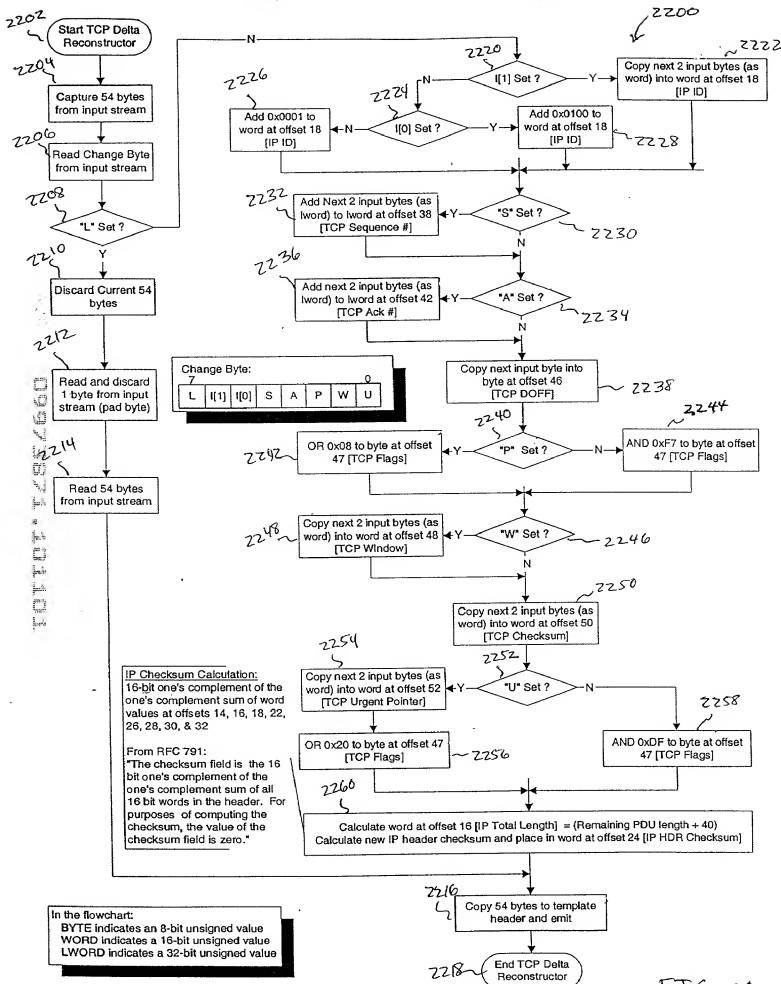 2200
2202
Start TCP Delta
Reconstructor
2204
Capture 54 bytes
from input stream
2206
Read Change Byte
from input stream
2208
"L" Set ?
N
Y
2210
Discard Current 54
bytes
2212
Read and discard
1 byte from input
stream (pad byte)
2214
Read 54 bytes
from input stream
2220
I[1] Set ?
N
Y
2222
Copy next 2 input bytes (as
word) into word at offset 18
[IP ID]
2224
I[0] Set ?
N
Y
2226
Add 0x0001 to
word at offset 18
[IP ID]
Add 0x0100 to
word at offset 18
[IP ID]
2228
"S" Set ?
Y
N
2230
2232
Add Next 2 input bytes (as
lword) to lword at offset 38
[TCP Sequence #]
"A" Set ?
Y
N
2234
2236
Add next 2 input bytes (as
lword) to lword at offset 42
[TCP Ack #]
Change Byte:
7 0
L I[1] I[0] S A P W U
Copy next input byte into
byte at offset 46
[TCP DOFF]
2238
2240
"P" Set ?
Y
N
2242
OR 0x08 to byte at offset
47 [TCP Flags]
2244
AND 0xF7 to byte at offset
47 [TCP Flags]
"W" Set ?
Y
N
2246
2248
Copy next 2 input bytes (as
word) into word at offset 48
[TCP Window]
2250
Copy next 2 input bytes (as
word) into word at offset 50
[TCP Checksum]
2252
"U" Set ?
Y
N
2254
Copy next 2 input bytes (as
word) into word at offset 52
[TCP Urgent Pointer]
OR 0x20 to byte at offset
47 [TCP Flags]
2256
2258
AND 0xDF to byte at offset
47 [TCP Flags]
IP Checksum Calculation:
16-bit one's complement of the
one's complement sum of word
values at offsets 14, 16, 18, 22,
26, 28, 30, & 32
From RFC 791:
"The checksum field is the 16
bit one's complement of the
one's complement sum of all
16 bit words in the header. For
purposes of computing the
checksum, the value of the
checksum field is zero."
2260
Calculate word at offset 16 [IP Total Length] = (Remaining PDU length + 40)
Calculate new IP header checksum and place in word at offset 24 [IP HDR Checksum]
2216
Copy 54 bytes to template
header and emit
2218
End TCP Delta
Reconstructor
In the flowchart:
BYTE indicates an 8-bit unsigned value
WORD indicates a 16-bit unsigned value
LWORD indicates a 32-bit unsigned value